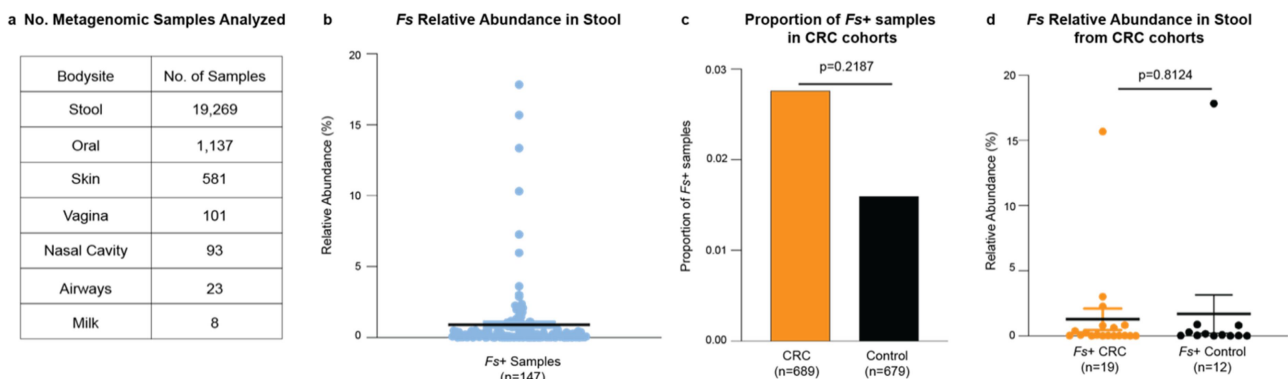 a No. Metagenomic Samples Analyzed
Bodysite No. of Samples
Stool 19,269
Oral 1,137
Skin 581
Vagina 101
Nasal Cavity 93
Airways 23
Milk 8
b Fs Relative Abundance in Stool
Relative Abundance (%)
20
15
10
5
0
Fs+ Samples
(n=147)
c Proportion of Fs+ samples
in CRC cohorts
p=0.2187
Proportion of Fs+ samples
0.03
0.02
0.01
0.00
CRC Control
(n=689) (n=679)
d Fs Relative Abundance in Stool
from CRC cohorts
p=0.8124
Relative Abundance (%)
20
15
10
5
0
Fs+ CRC Fs+ Control
(n=19) (n=12)